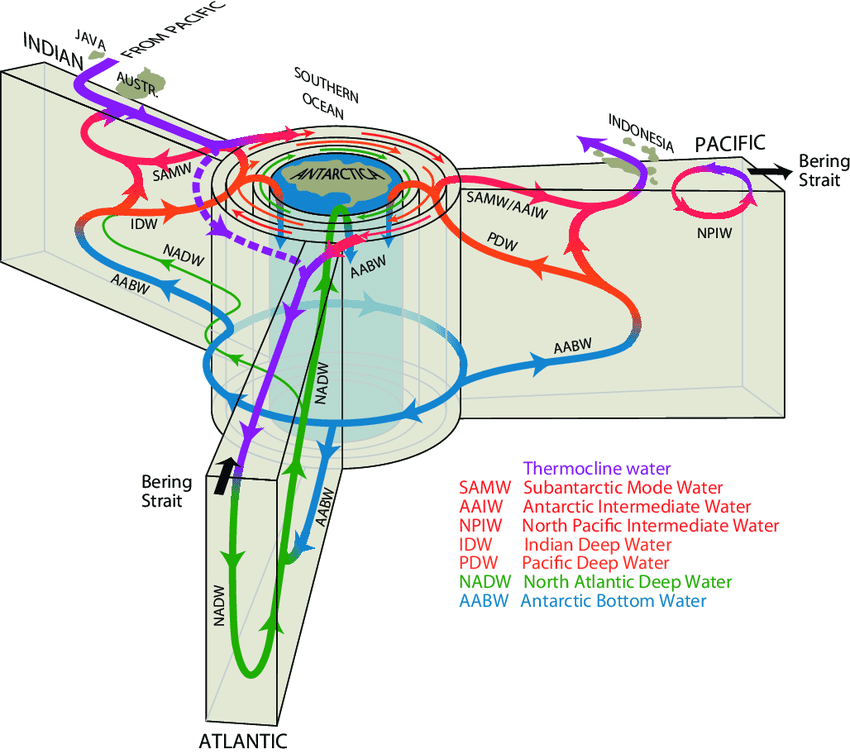 INDIAN
JAVA
FROM PACIFIC
AUSTR.
SOUTHERN
OCEAN
ANTARCTICA
INDONESIA
PACIFIC
Bering
Strait
SAMW
IDW
NADW
AABW
AABW
SAMW/AAIW
PDW
NPIW
AABW
NADW
AABW
Bering
Strait
NADW
ATLANTIC
Thermocline water
SAMW Subantarctic Mode Water
AAIW Antarctic Intermediate Water
NPIW North Pacific Intermediate Water
IDW Indian Deep Water
PDW Pacific Deep Water
NADW North Atlantic Deep Water
AABW Antarctic Bottom Water